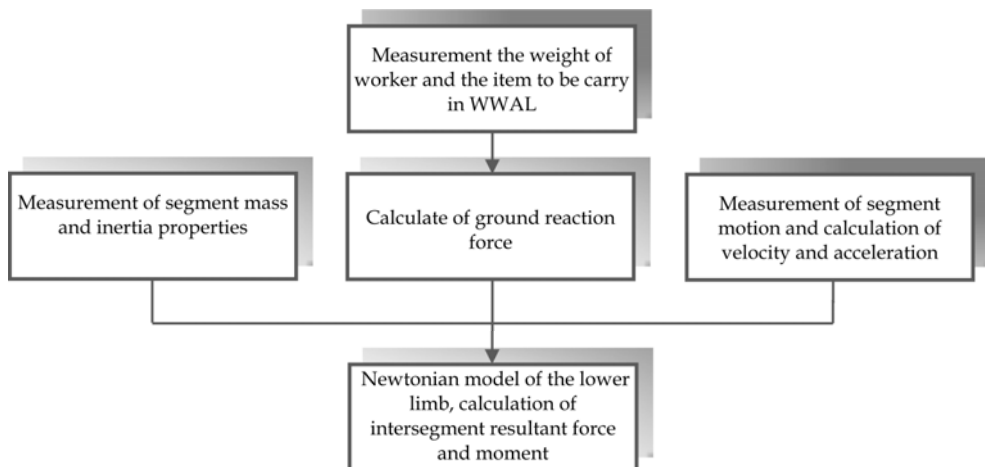 Measurement the weight of
worker and the item to be carry
in WWAL
Measurement of segment mass
and inertia properties
Calculate of ground reaction
force
Measurement of segment
motion and calculation of
velocity and acceleration
Newtonian model of the lower
limb, calculation of
intersegment resultant force
and moment